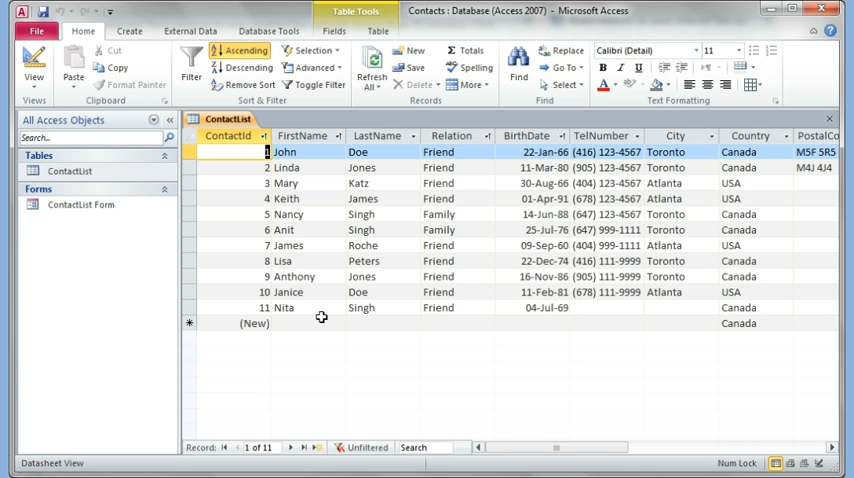 Table Tools
Contacts : Database (Access 2007) - Microsoft Access
File Home Create External Data Database Tools Fields Table
View Paste Cut Copy Format Painter Filter Ascending Descending Remove Sort Selection Advanced Toggle Filter Refresh All New Save Delete Σ Totals Spelling More Find Replace Go To Select Calibri (Detail) 11 B I U A
Views Clipboard Sort & Filter Records Find Text Formatting
All Access Objects
Search...
Tables
ContactList
Forms
ContactList Form
ContactList
ContactId FirstName LastName Relation BirthDate TelNumber City Country PostalCo
1 John Doe Friend 22-Jan-66 (416) 123-4567 Toronto Canada M5F 5R5
2 Linda Jones Friend 11-Mar-80 (905) 123-4567 Toronto Canada M4J 4J4
3 Mary Katz Friend 30-Aug-66 (404) 123-4567 Atlanta USA
4 Keith James Friend 01-Apr-91 (678) 123-4567 Atlanta USA
5 Nancy Singh Family 14-Jun-88 (647) 123-4567 Toronto Canada
6 Anit Singh Family 25-Jul-76 (647) 999-1111 Toronto Canada
7 James Roche Friend 09-Sep-60 (404) 999-1111 Atlanta USA
8 Lisa Peters Friend 22-Dec-74 (416) 111-9999 Toronto Canada
9 Anthony Jones Friend 16-Nov-86 (905) 111-9999 Toronto Canada
10 Janice Doe Friend 11-Feb-81 (678) 111-9999 Atlanta USA
11 Nita Singh Friend 04-Jul-69
(New) Canada
Record: 1 of 11 Unfiltered Search
Datasheet View Num Lock